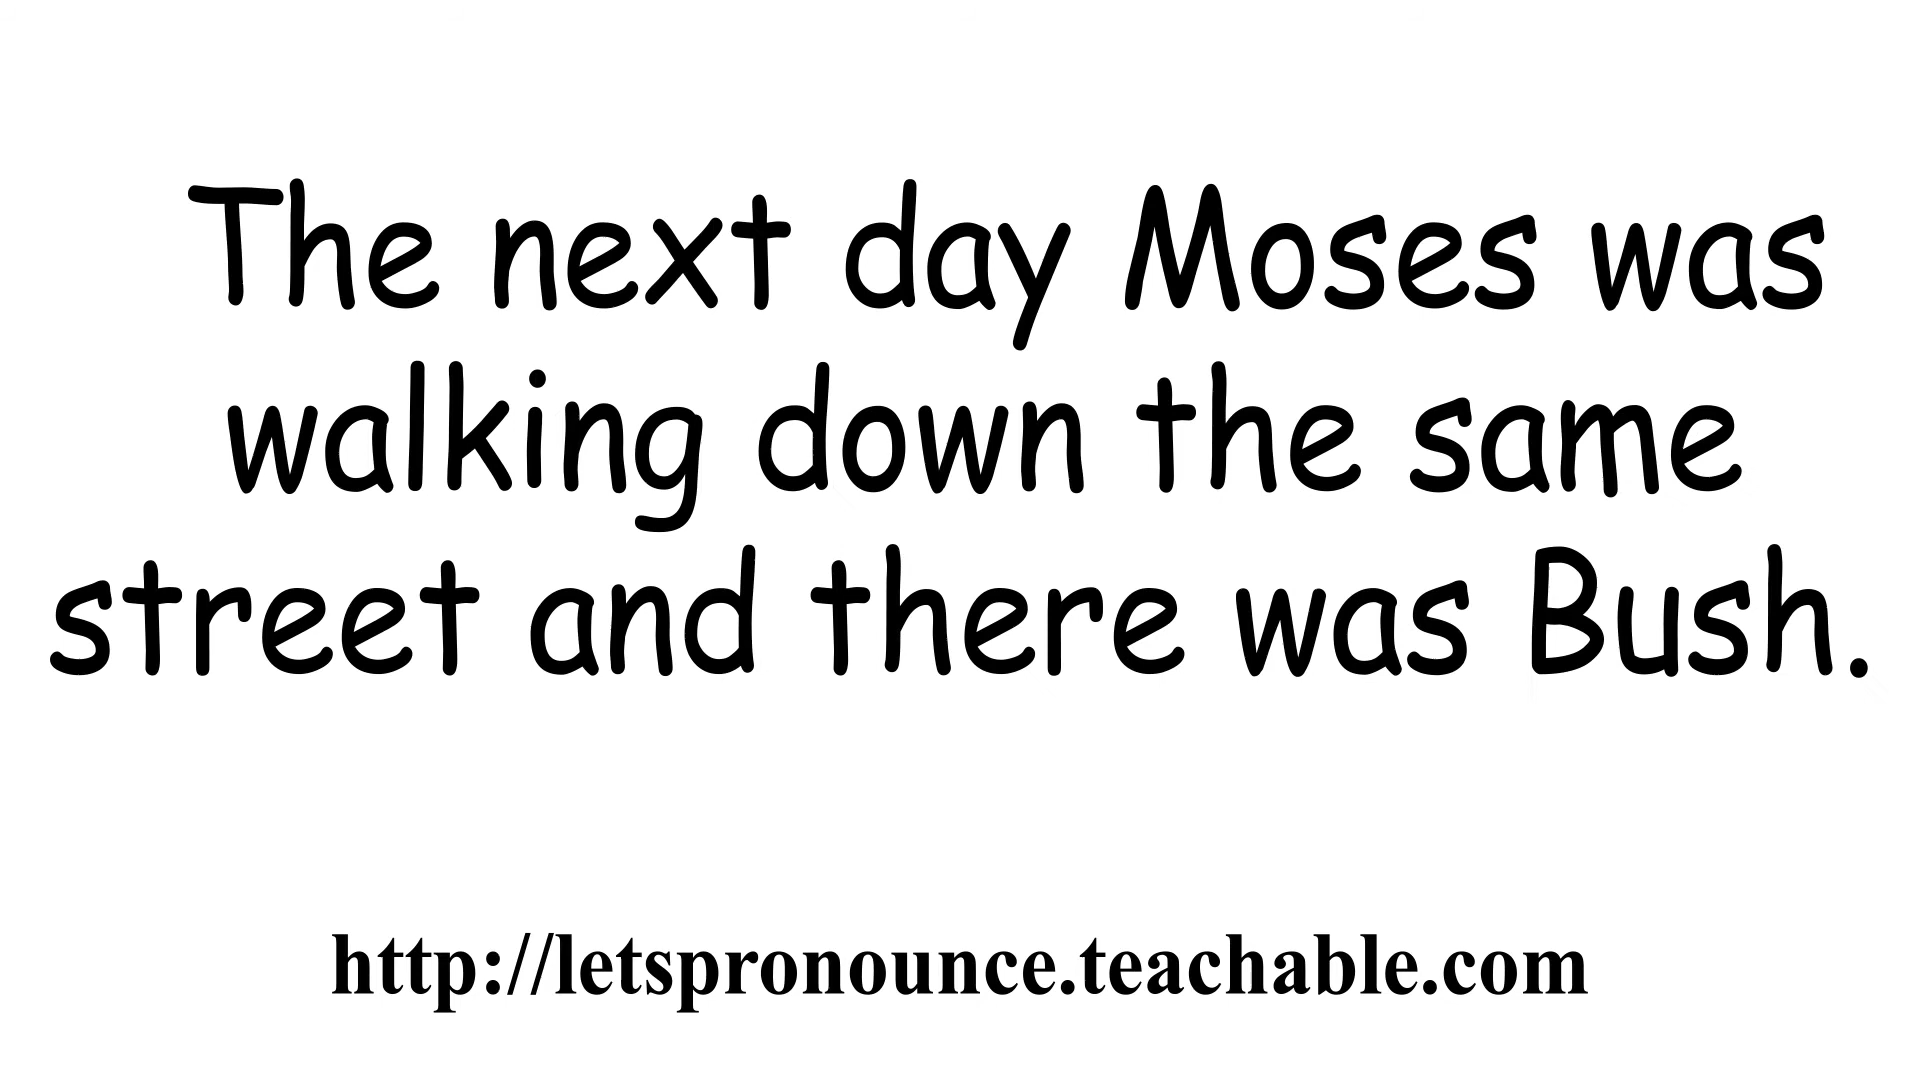 The next day Moses was
walking down the same
street and there was Bush.
http://letspronounce.teachable.com